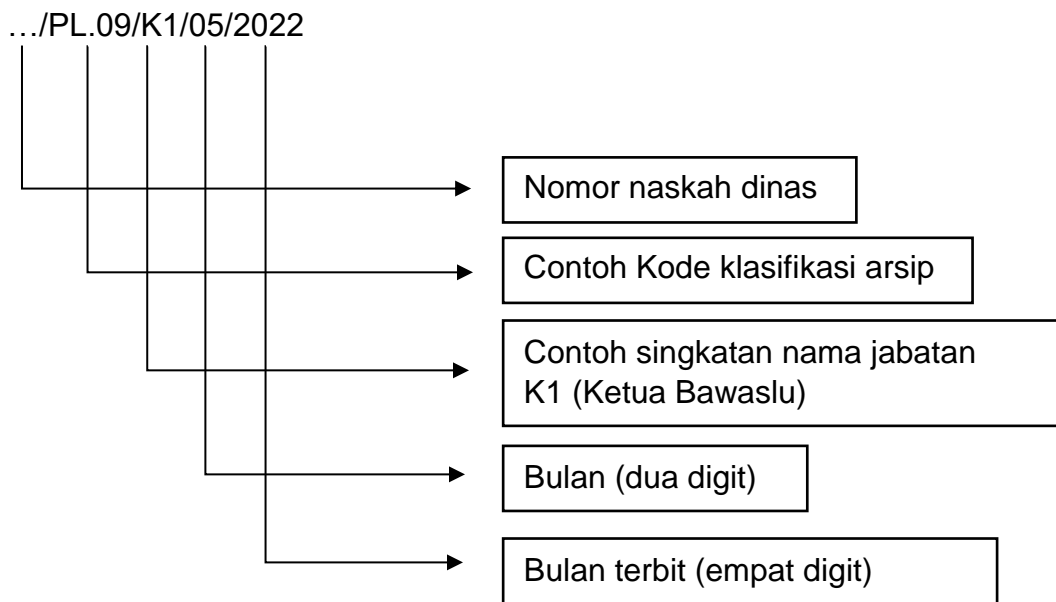 …/PL.09/K1/05/2022
Nomor naskah dinas
Contoh Kode klasifikasi arsip
Contoh singkatan nama jabatan
K1 (Ketua Bawaslu)
Bulan (dua digit)
Bulan terbit (empat digit)